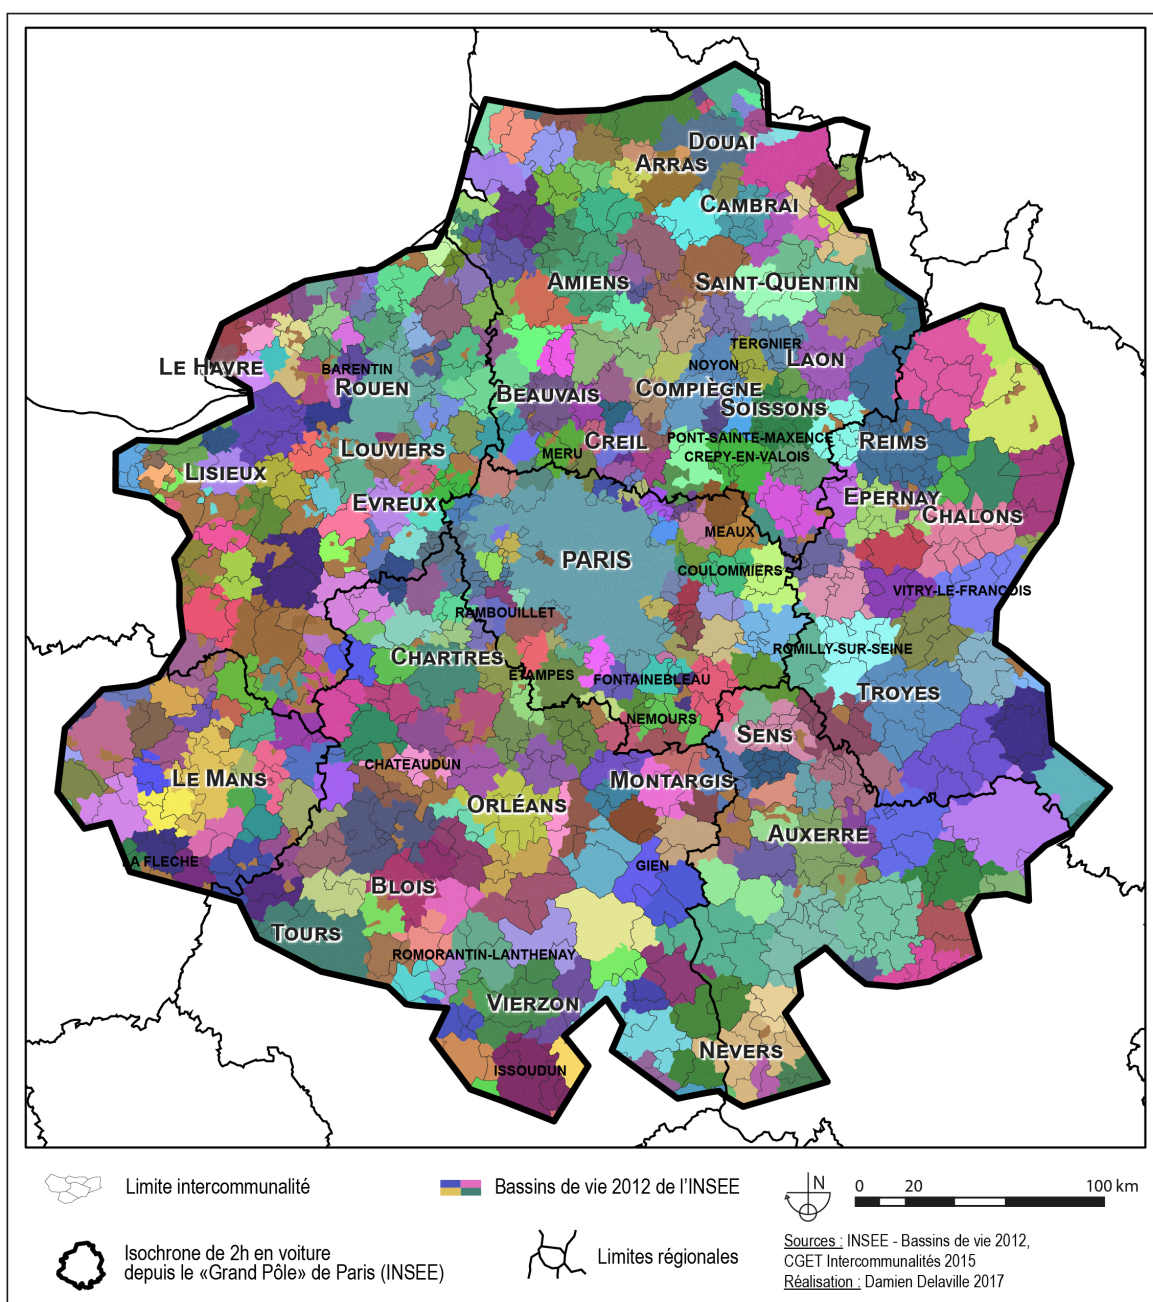 DOUAI
ARRAS
CAMBRAI
AMIENS
SAINT-QUENTIN
TERGNIER
LE HAVRE
BARENTIN
NOYON
LAON
ROUEN
BEAUVAIS
COMPIÈGNE
SOISSONS
LOUVIERS
MERU
CREIL
PONT-SAINTE-MAXENCE
REIMS
CREPY-EN-VALOIS
LISIEUX
EVREUX
EPERNAY
CHALONS
MEAUX
PARIS
COULOMMIERS
VITRY-LE-FRANÇOIS
RAMBOUILLET
CHARTRES
ROMILLY-SUR-SEINE
ETAMPES
FONTAINEBLEAU
TROYES
NEMOURS
SENS
CHATEAUDUN
LE MANS
MONTARGIS
ORLÉANS
AUXERRE
LA FLECHE
GIEN
BLOIS
TOURS
ROMORANTIN-LANTHENAY
VIERZON
NEVERS
ISSOUDUN
Limite intercommunalité
Bassins de vie 2012 de l'INSEE
N
0 20 100 km
Isochrone de 2h en voiture
depuis le «Grand Pôle» de Paris (INSEE)
Limites régionales
Sources : INSEE - Bassins de vie 2012,
CGET Intercommunalités 2015
Réalisation : Damien Delaville 2017